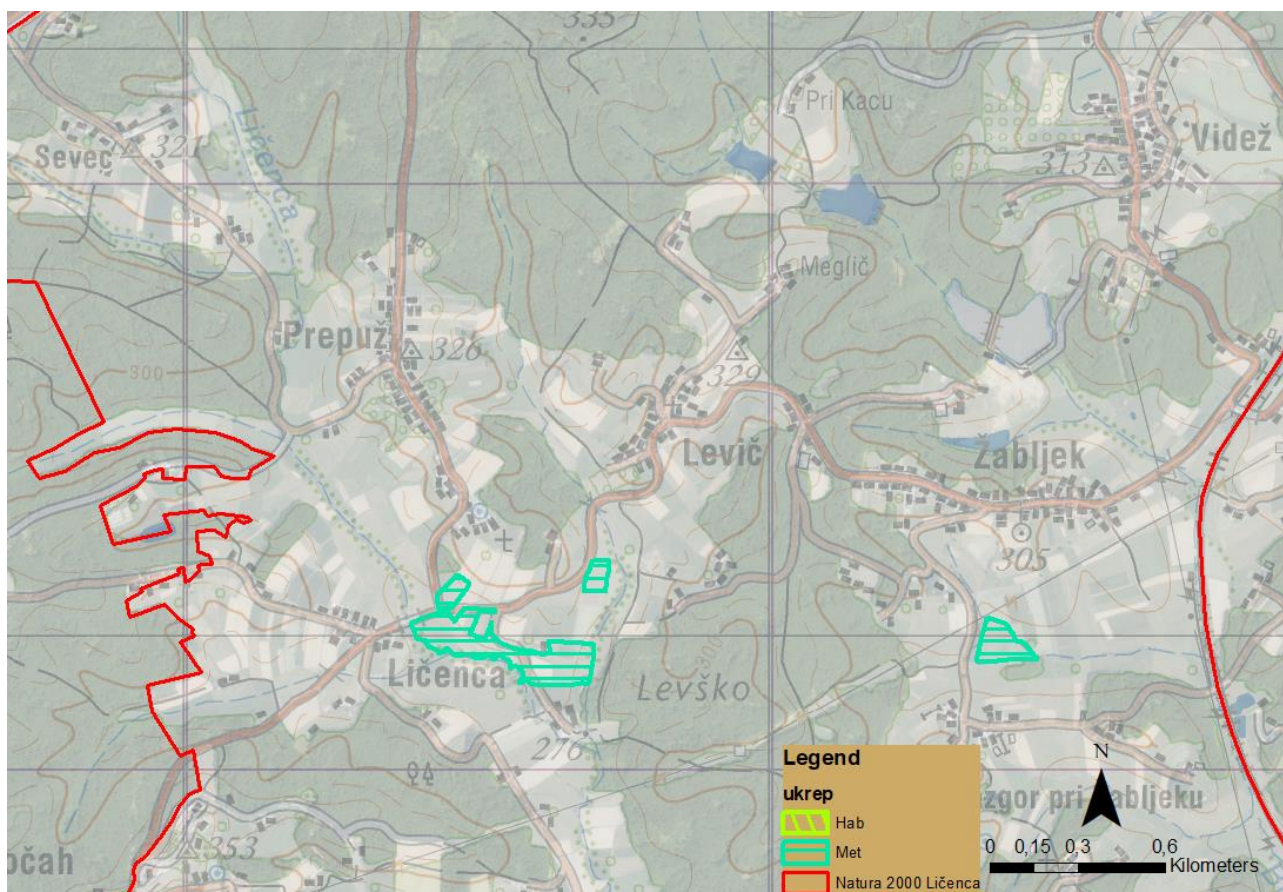 335
Pri Kacu
Videž
313
Sevec
321
Ličenca
Meglič
Prepuž
326
300
329
Levič
Žabljek
305
Ličenca
300
Levško
276
zgor pri Žabljeku
353
očah
Legend
ukrep
Hab
Met
Natura 2000 Ličenca
N
0 0,15 0,3 0,6
Kilometers